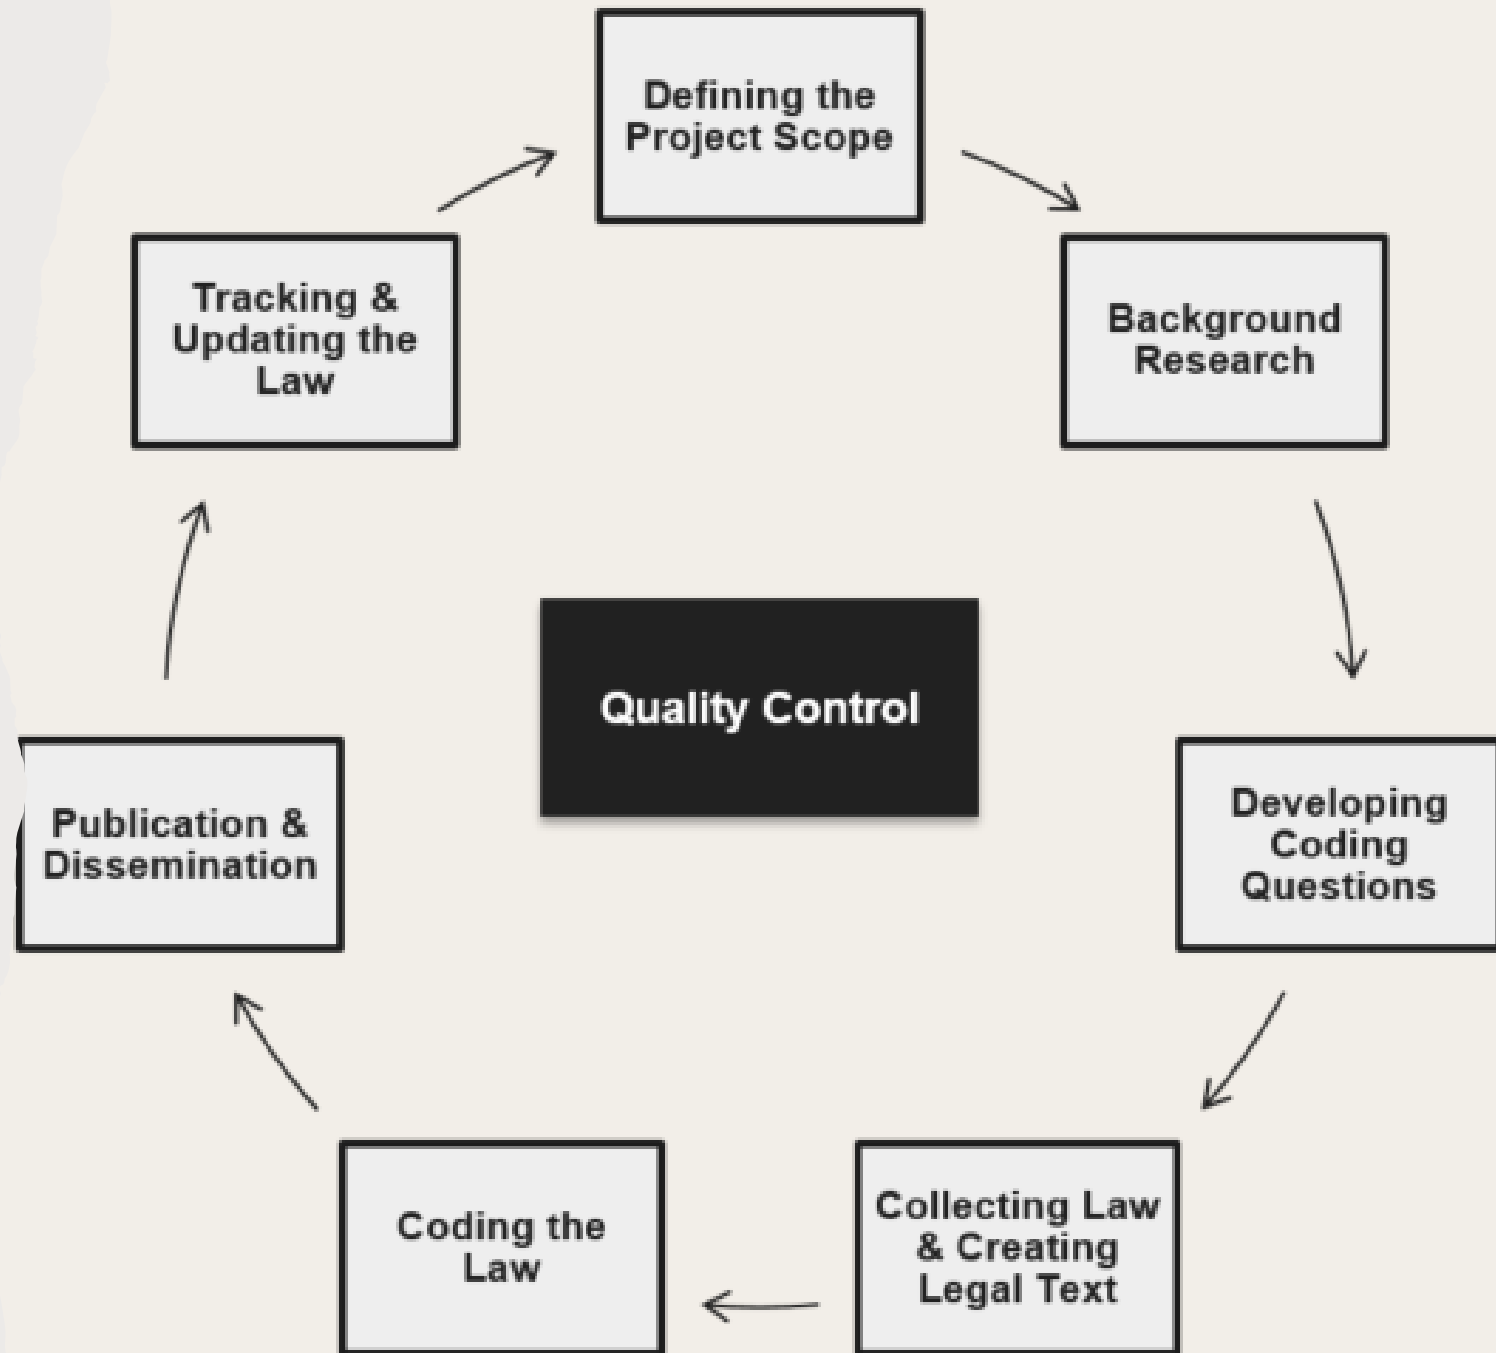 Defining the
Project Scope
Background
Research
Developing
Coding
Questions
Collecting Law
& Creating
Legal Text
Coding the
Law
Publication &
Dissemination
Tracking &
Updating the
Law
Quality Control